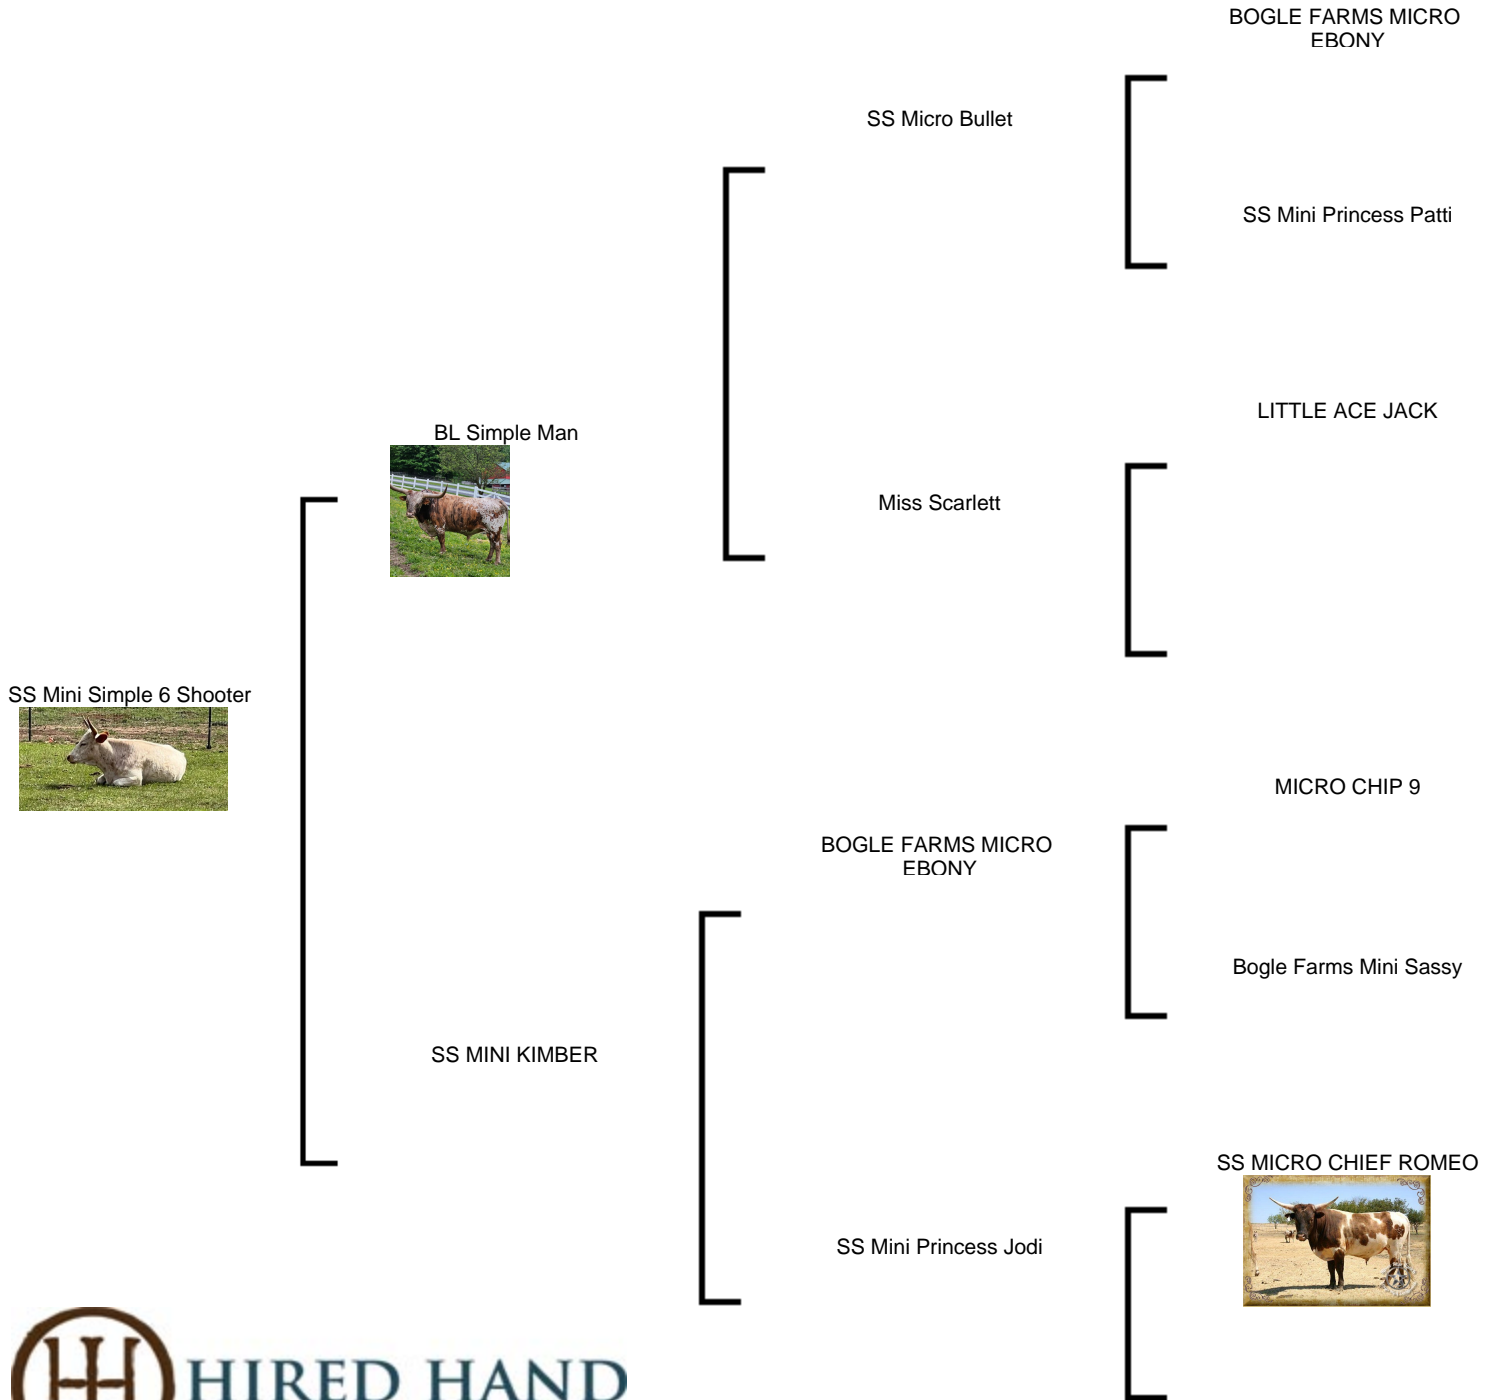 BOGLE FARMS MICRO
EBONY
SS Micro Bullet
SS Mini Princess Patti
LITTLE ACE JACK
BL Simple Man
Miss Scarlett
SS Mini Simple 6 Shooter
MICRO CHIP 9
BOGLE FARMS MICRO
EBONY
Bogle Farms Mini Sassy
SS MINI KIMBER
SS MICRO CHIEF ROMEO
SS Mini Princess Jodi
HIRED HAND